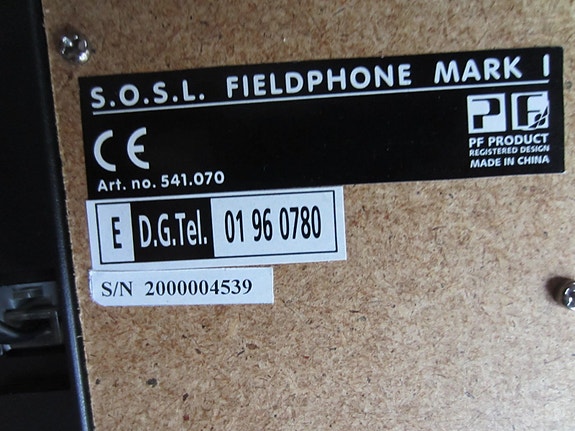 S.O.S.L. FIELDPHONE MARK I
CE
PF
PF PRODUCT
REGISTERED DESIGN
MADE IN CHINA
Art. no. 541.070
E D.G.Tel. 01 96 0780
S/N 2000004539